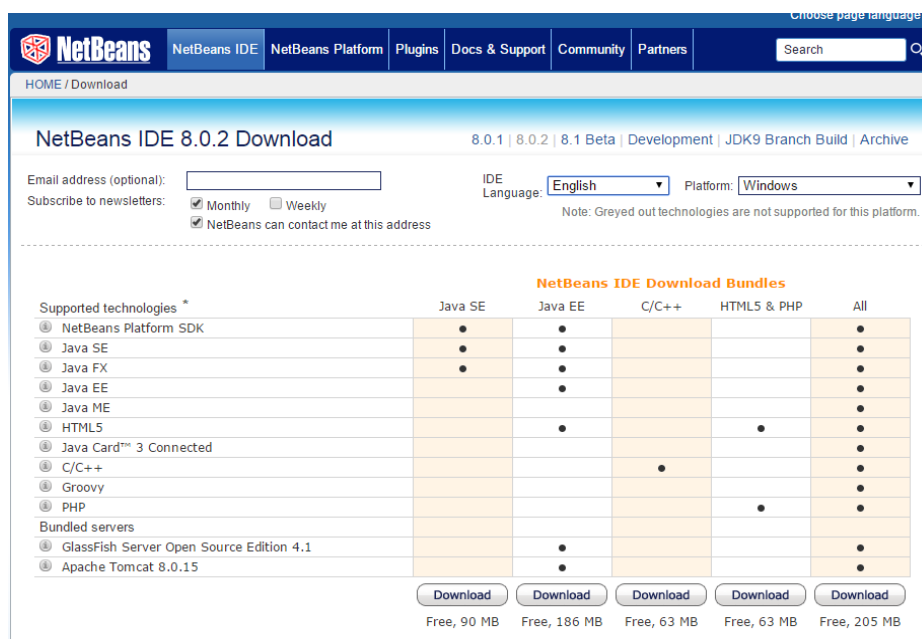 Choose page language
NetBeans NetBeans IDE NetBeans Platform Plugins Docs & Support Community Partners Search
HOME / Download
NetBeans IDE 8.0.2 Download 8.0.1 | 8.0.2 | 8.1 Beta | Development | JDK9 Branch Build | Archive
Email address (optional): IDE Language: English Platform: Windows
Subscribe to newsletters: Monthly Weekly Note: Greyed out technologies are not supported for this platform.
NetBeans can contact me at this address
NetBeans IDE Download Bundles
Supported technologies * Java SE Java EE C/C++ HTML5 & PHP All
NetBeans Platform SDK • • •
Java SE • • •
Java FX • • •
Java EE • •
Java ME •
HTML5 • • •
Java Card™ 3 Connected •
C/C++ • •
Groovy •
PHP • •
Bundled servers
GlassFish Server Open Source Edition 4.1 • •
Apache Tomcat 8.0.15 • •
Download Download Download Download Download
Free, 90 MB Free, 186 MB Free, 63 MB Free, 63 MB Free, 205 MB